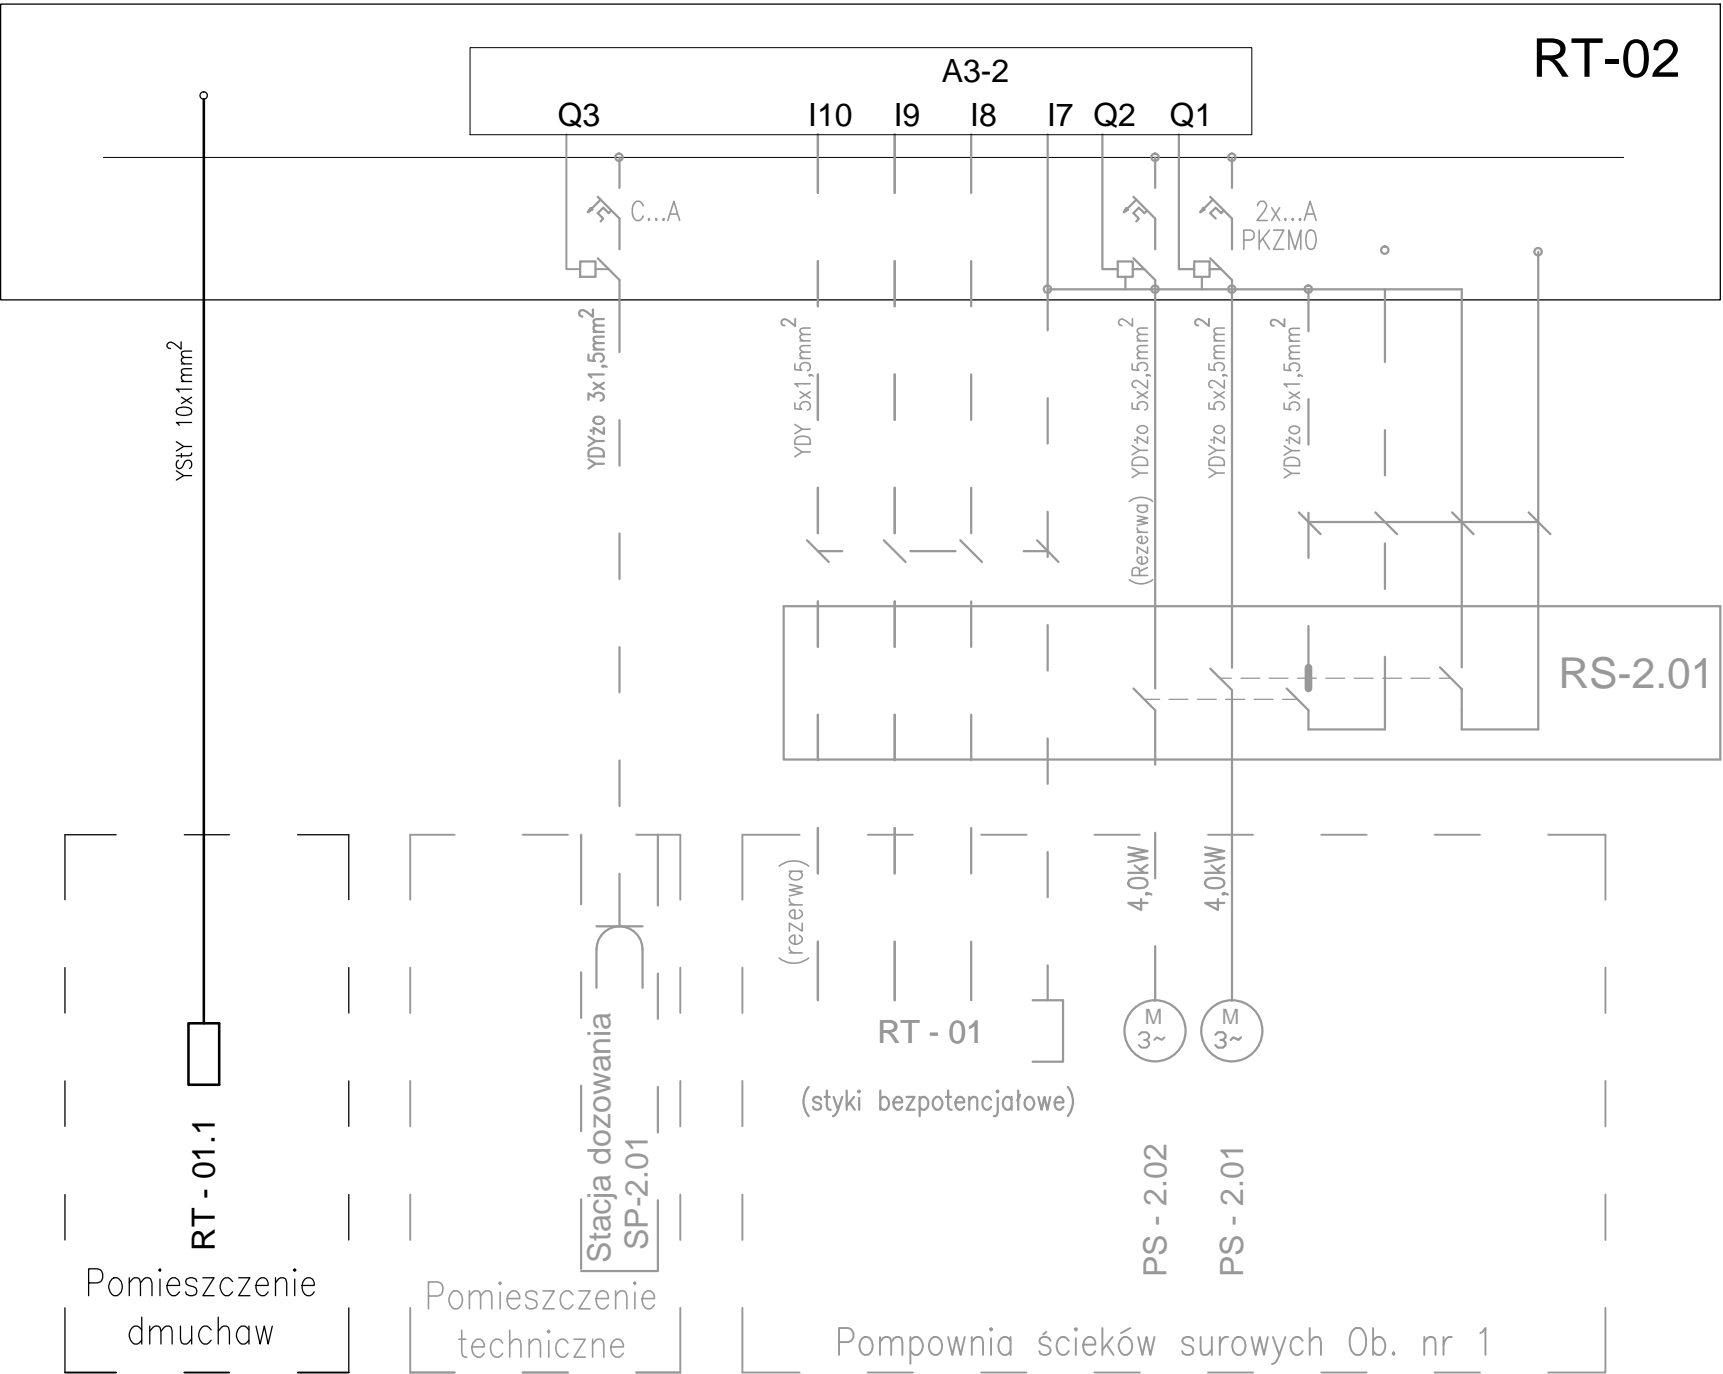 RT-02
A3-2
Q3 I10 I9 I8 I7 Q2 Q1
C...A
2x...A
PKZM0
YStY 10x1mm²
YDYżo 3x1,5mm²
YDY 5x1,5mm²
(Rezerwa) YDYżo 5x2,5mm²
YDYżo 5x2,5mm²
YDYżo 5x1,5mm²
RS-2.01
(rezerwa)
4,0kW
4,0kW
RT - 01
(styki bezpotencjałowe)
M
3~
M
3~
RT - 01.1
Stacja dozowania
SP-2.01
PS - 2.02
PS - 2.01
Pomieszczenie
dmuchaw
Pomieszczenie
techniczne
Pompownia ścieków surowych Ob. nr 1